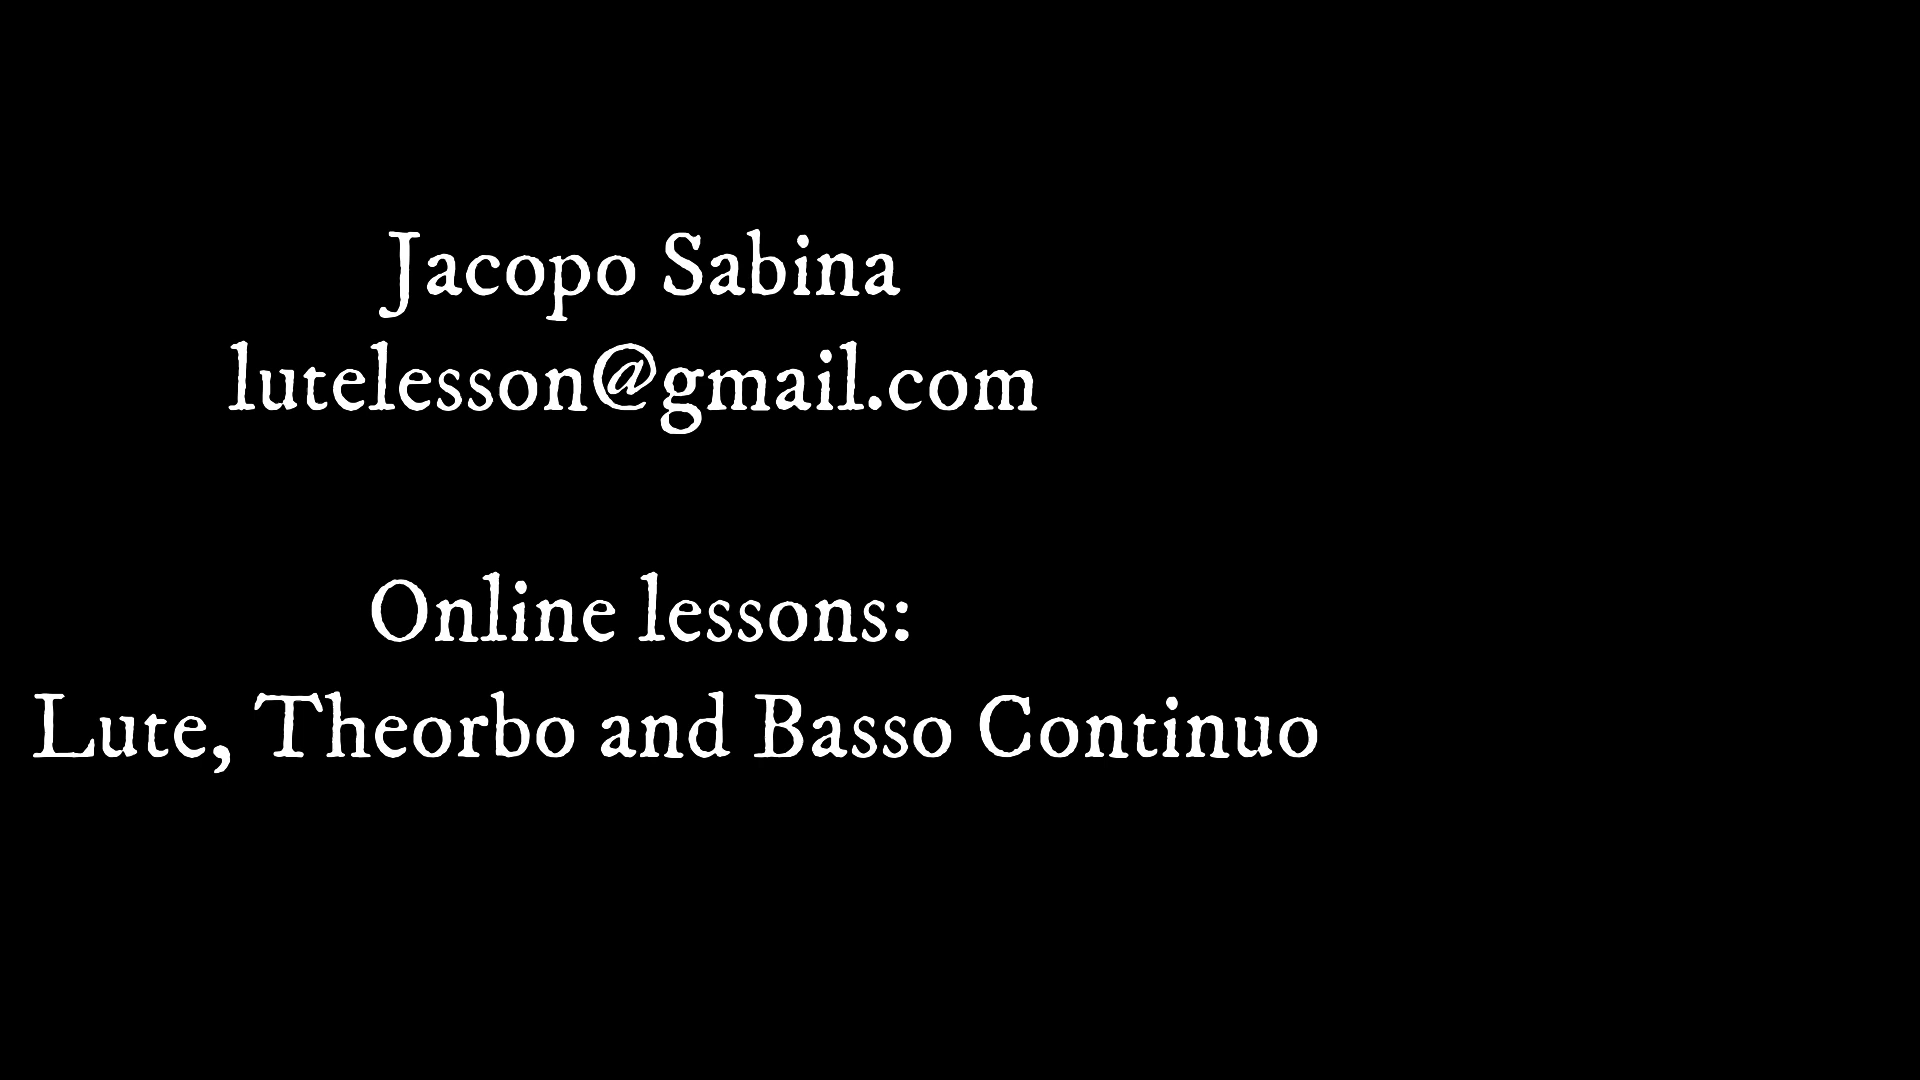 Jacopo Sabina
lutelesson@gmail.com
Online lessons:
Lute, Theorbo and Basso Continuo